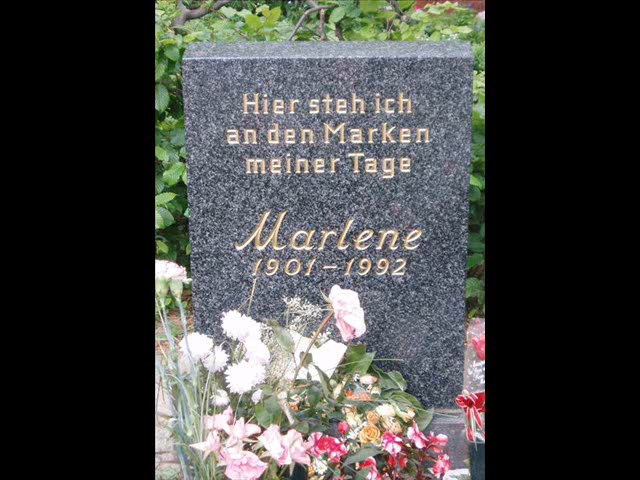 Hier steh ich
an den Marken
meiner Tage
Marlene
1901–1992